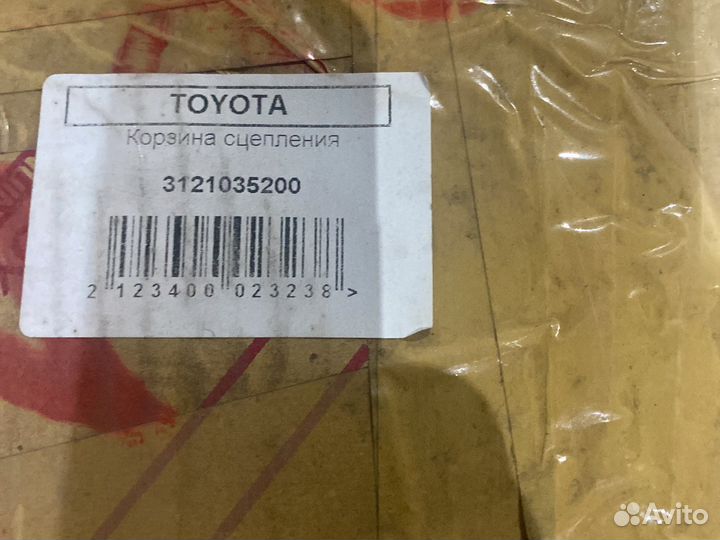 TOYOTA
Корзина сцепления
3121035200
2 123400 023238 >
Avito